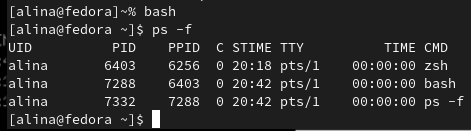 [alina@fedora]~% bash
[alina@fedora ~]$ ps -f
UID          PID    PPID  C STIME TTY          TIME CMD
alina       6403    6256  0 20:18 pts/1    00:00:00 zsh
alina       7288    6403  0 20:42 pts/1    00:00:00 bash
alina       7332    7288  0 20:42 pts/1    00:00:00 ps -f
[alina@fedora ~]$